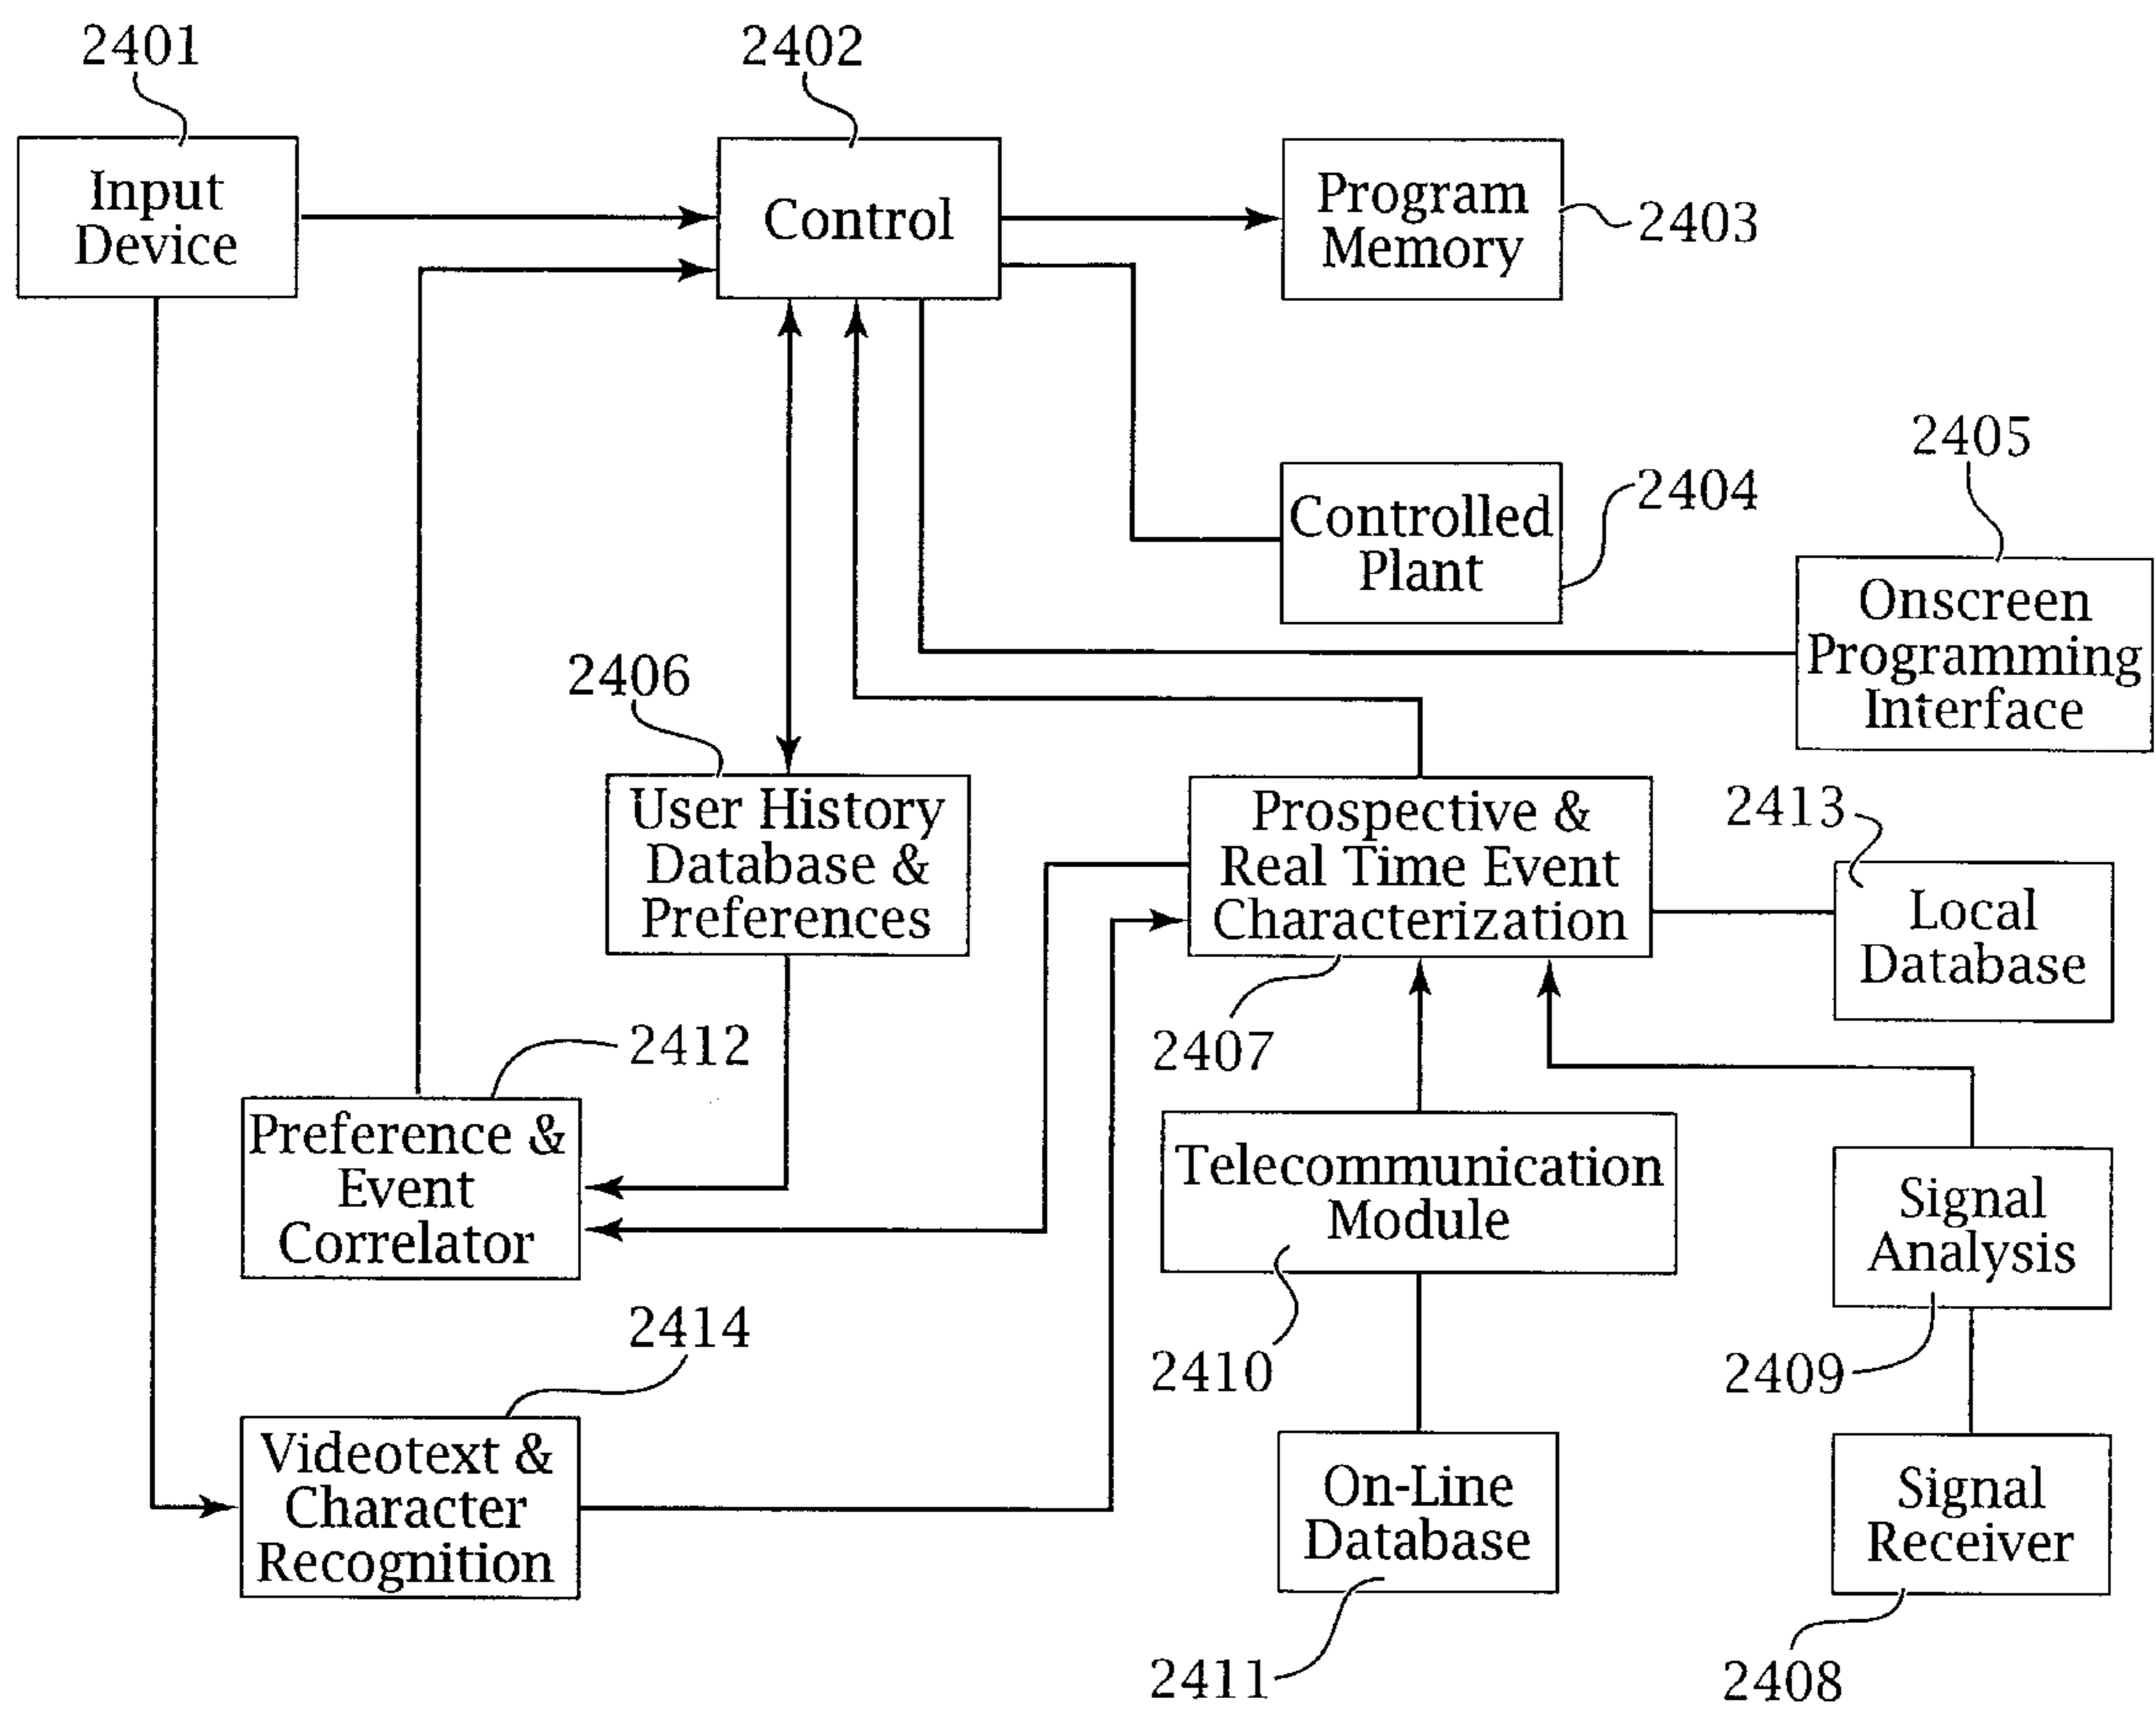 2401
2402
Input
Device
Control
Program
Memory
2403
2405
2404
Controlled
Plant
Onscreen
Programming
Interface
2406
User History
Database &
Preferences
Prospective &
Real Time Event
Characterization
2413
Local
Database
2407
2412
Preference &
Event
Correlator
Telecommunication
Module
Signal
Analysis
2414
2410
2409
Videotext &
Character
Recognition
On-Line
Database
Signal
Receiver
2411
2408